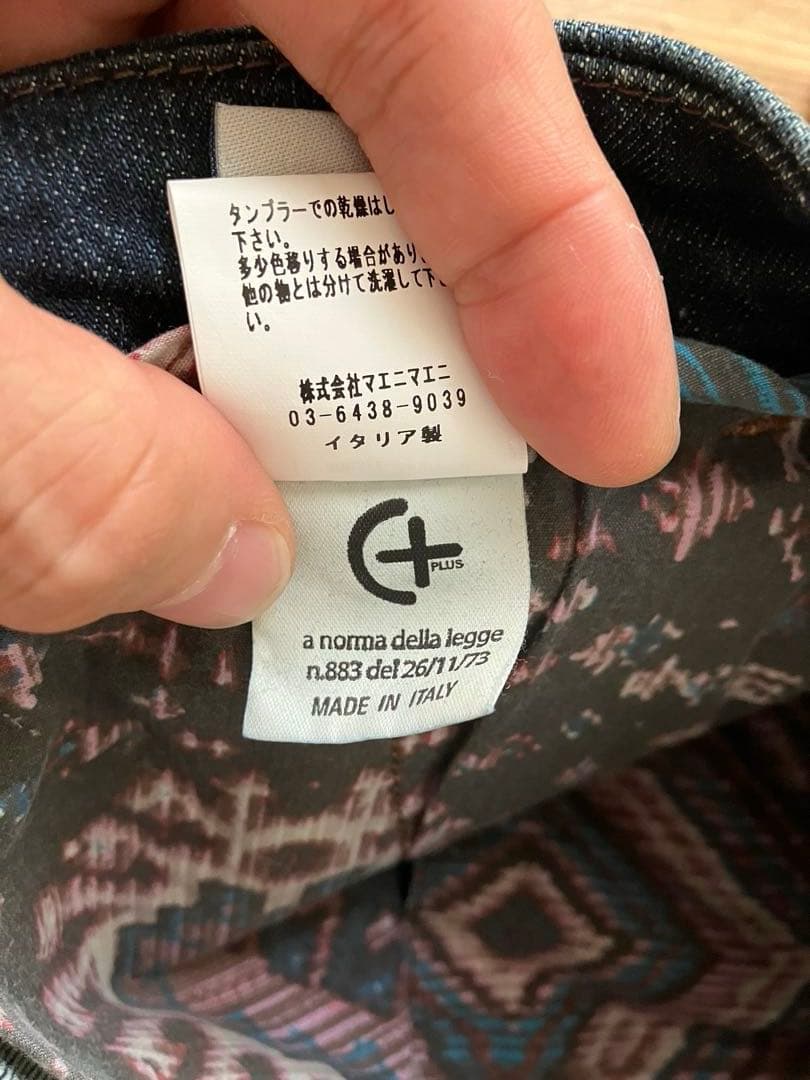 タンブラーでの乾燥はし
下さい。
多少色移りする場合があり
他の物とは分けて洗濯して下さ
い。
株式会社マエニマエニ
03-6438-9039
イタリア製
PLUS
a norma della legge
n.883 del 26/11/73
MADE IN ITALY